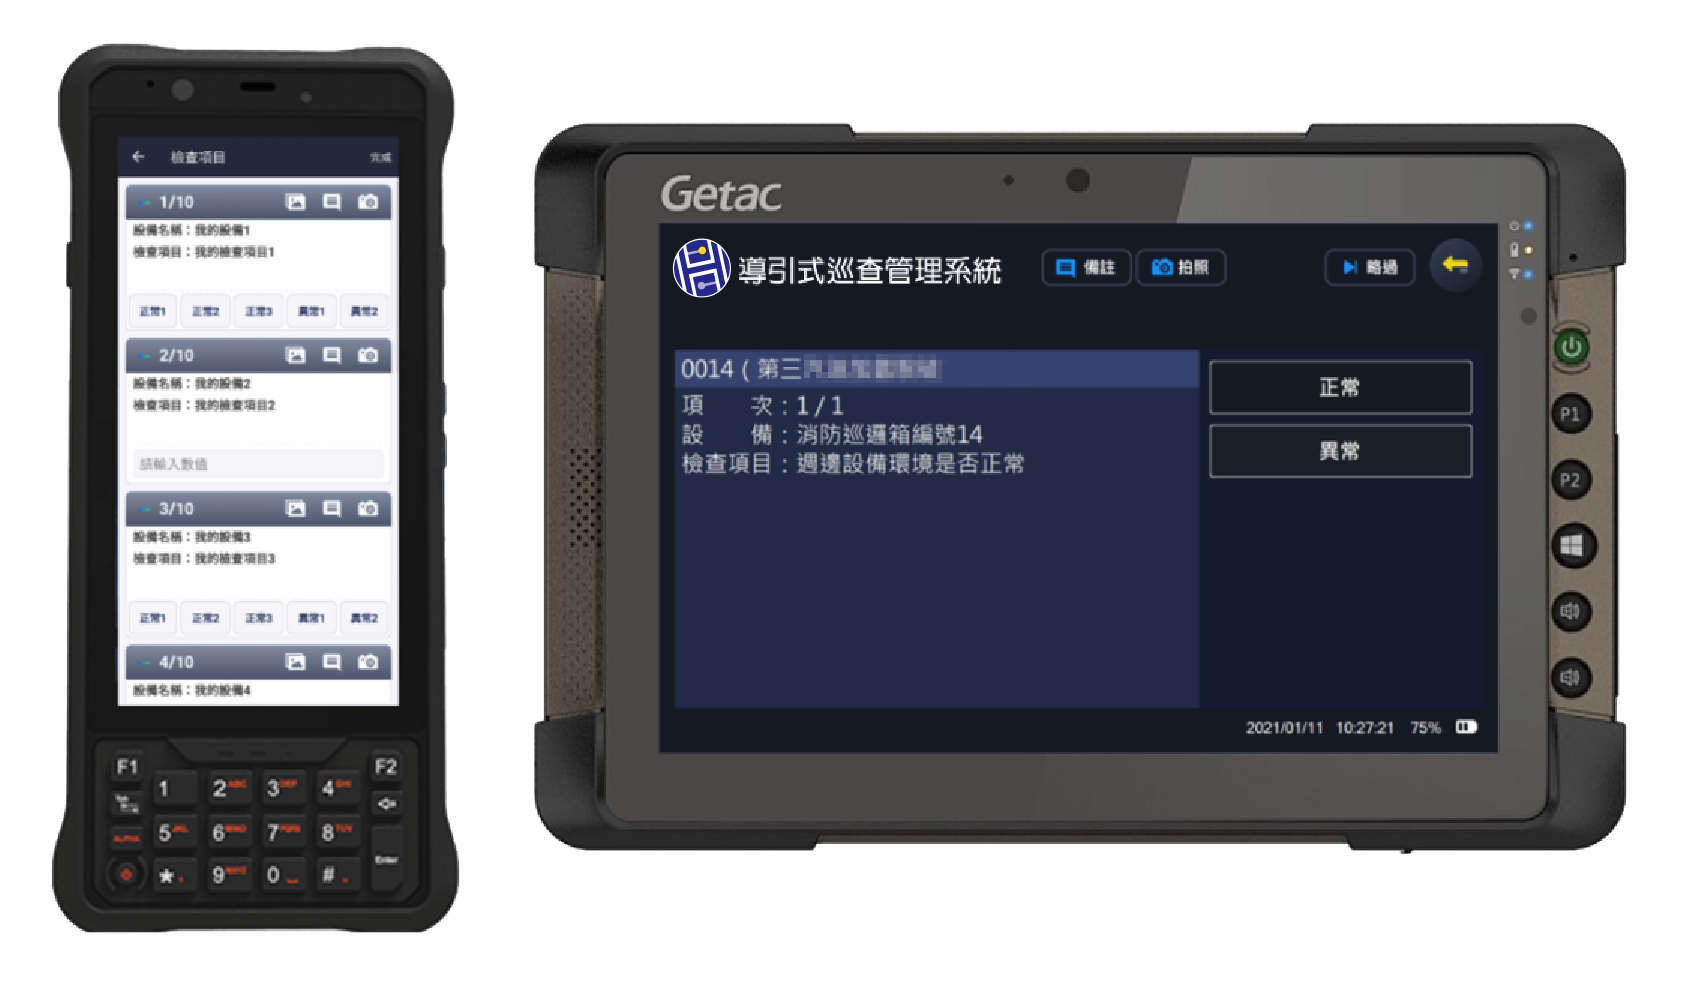 檢查項目
完成
1/10
設備名稱：我的設備1
檢查項目：我的檢查項目1
正常1 正常2 正常3 異常1 異常2
2/10
設備名稱：我的設備2
檢查項目：我的檢查項目2
請輸入數值
3/10
設備名稱：我的設備3
檢查項目：我的檢查項目3
正常1 正常2 正常3 異常1 異常2
4/10
設備名稱：我的設備4
F1
F2
1 2 ABC 3 DEF 4 GHI
5 JKL 6 MNO 7 PQRS 8 TUV
ALPHA
* . 9 WXYZ 0 #
Enter
Getac
導引式巡查管理系統
備註
拍照
略過
0014 ( 第三
項 次：1 / 1
設 備：消防巡邏箱編號14
檢查項目：週邊設備環境是否正常
正常
異常
2021/01/11 10:27:21 75%
P1
P2